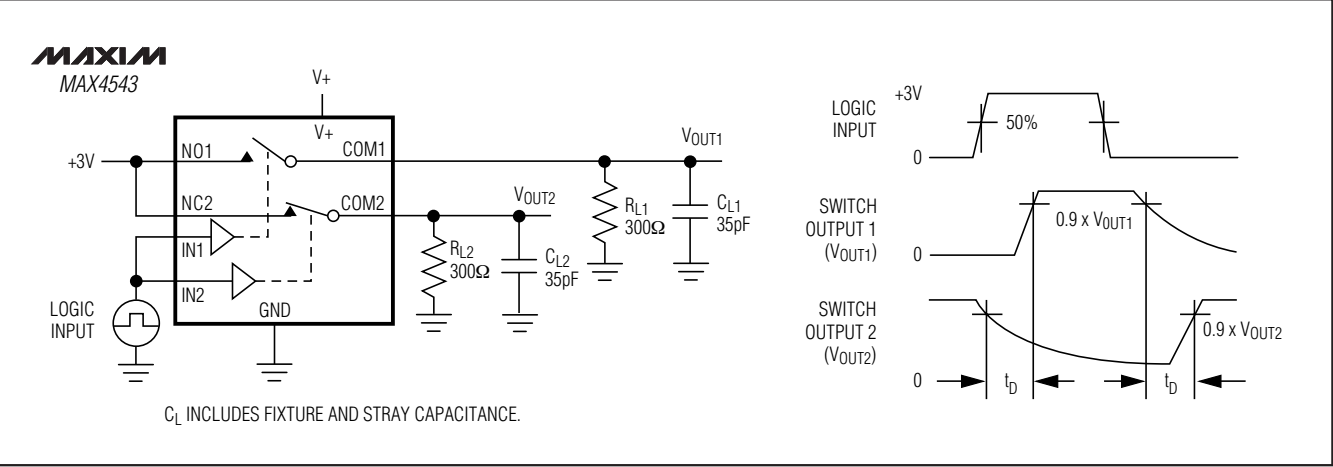 MAXIM
MAX4543
V+
V+
+3V
NO1
COM1
VOUT1
NC2
COM2
VOUT2
IN1
IN2
RL1
300Ω
CL1
35pF
RL2
300Ω
CL2
35pF
LOGIC
INPUT
GND
CL INCLUDES FIXTURE AND STRAY CAPACITANCE.
LOGIC
INPUT
+3V
50%
0
SWITCH
OUTPUT 1
(VOUT1)
0.9 x VOUT1
0
SWITCH
OUTPUT 2
(VOUT2)
0.9 x VOUT2
0
tD
tD